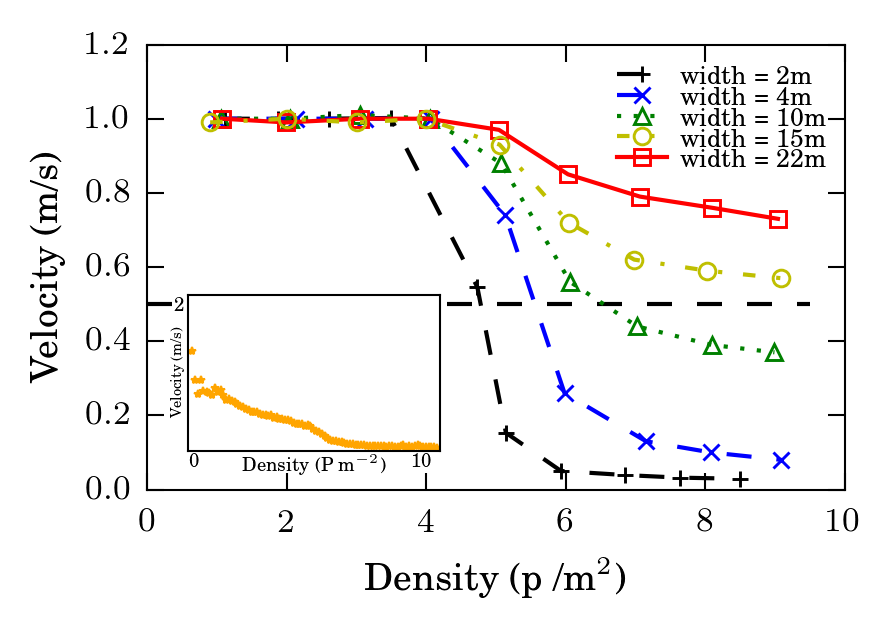 1.2
1.0
0.8
0.6
0.4
0.2
0.0
Velocity (m/s)
width = 2m
width = 4m
width = 10m
width = 15m
width = 22m
2
Velocity (m/s)
0
Density (P m⁻²)
10
0
2
4
6
8
10
Density (p /m²)